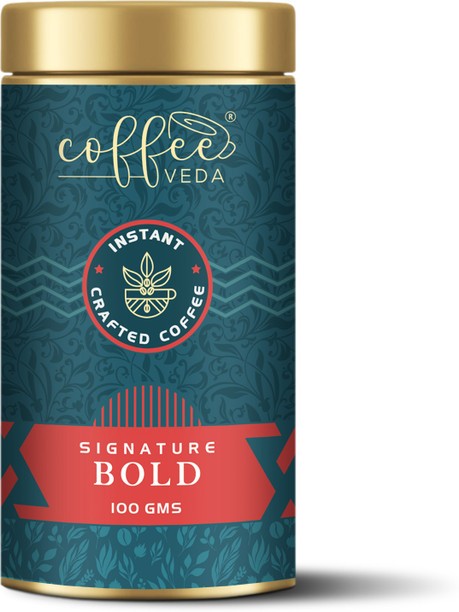 coffee ®
VEDA
INSTANT
CRAFTED COFFEE
SIGNATURE
BOLD
100 GMS